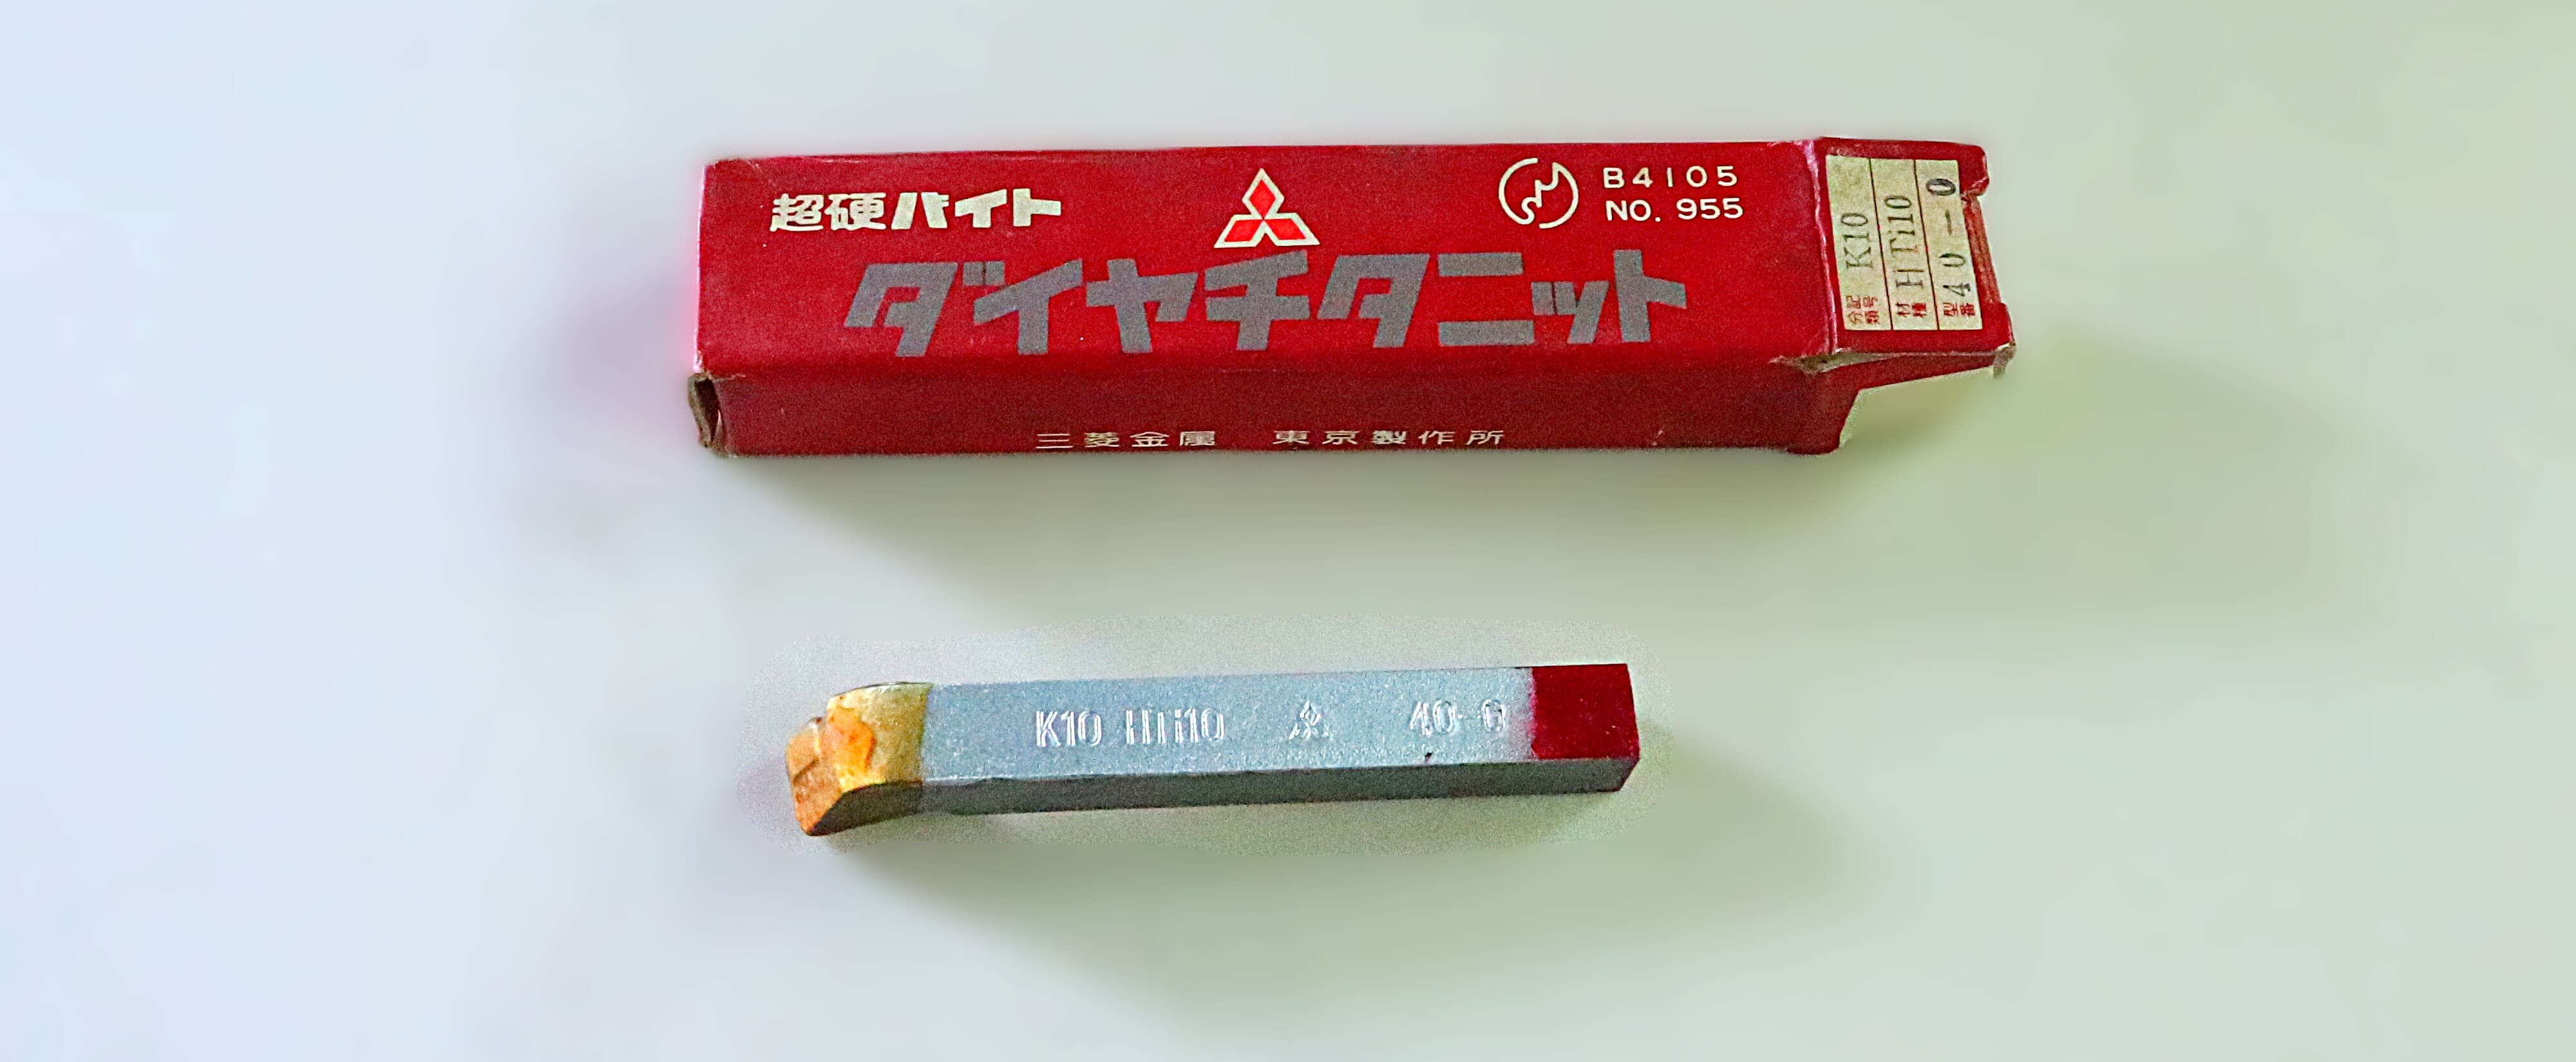 超硬バイト
B4105
NO. 955
ダイヤチタニット
三菱金属 東京製作所
分類記号 K10
材種 HTi10
型番 40-0
K10 HTi10 40-0